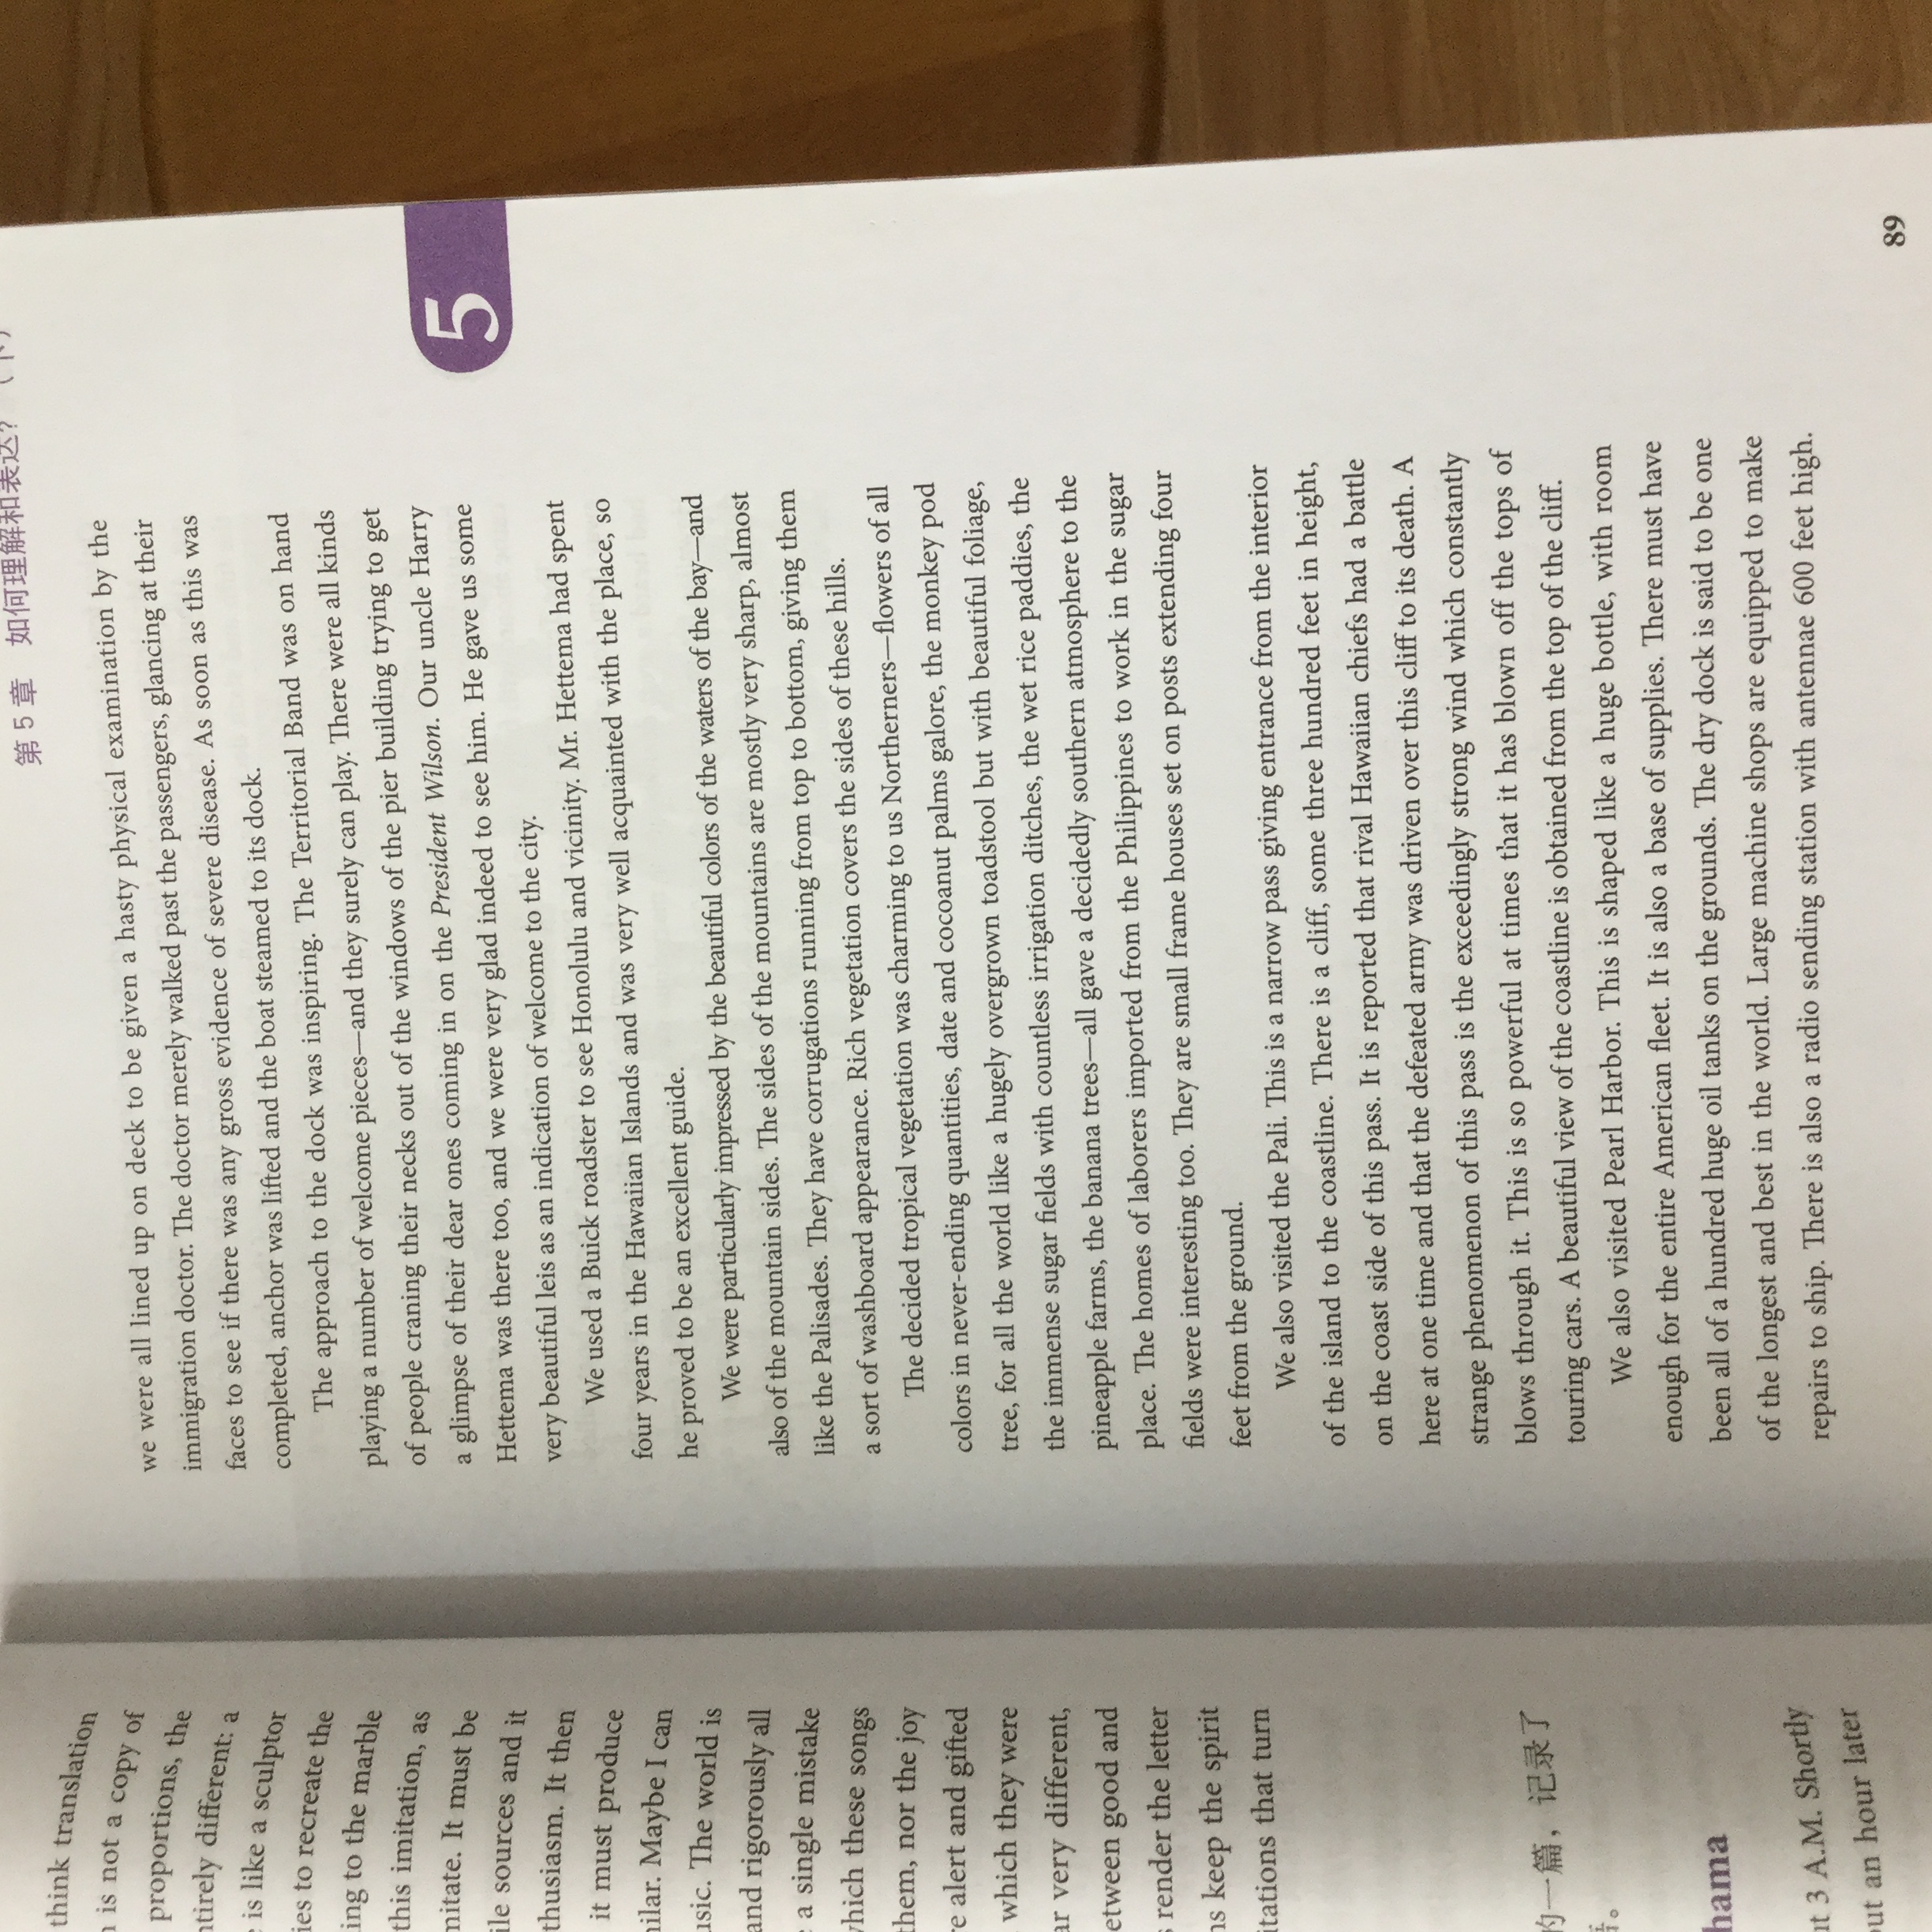 think translation
is not a copy of
proportions, the
ntirely different: a
is like a sculptor
ies to recreate the
ing to the marble
this imitation, as
mitate. It must be
ile sources and it
thusiasm. It then
it must produce
nilar. Maybe I can
usic. The world is
and rigorously all
a single mistake
which these songs
them, nor the joy
re alert and gifted
which they were
ar very different,
etween good and
render the letter
ns keep the spirit
itations that turn
的一篇，记录了
hama
at 3 A.M. Shortly
out an hour later
第5章 如何理解和表达？（下）
we were all lined up on deck to be given a hasty physical examination by the
immigration doctor. The doctor merely walked past the passengers, glancing at their
faces to see if there was any gross evidence of severe disease. As soon as this was
completed, anchor was lifted and the boat steamed to its dock.
The approach to the dock was inspiring. The Territorial Band was on hand
playing a number of welcome pieces—and they surely can play. There were all kinds
of people craning their necks out of the windows of the pier building trying to get
a glimpse of their dear ones coming in on the President Wilson. Our uncle Harry
Hettema was there too, and we were very glad indeed to see him. He gave us some
very beautiful leis as an indication of welcome to the city.
We used a Buick roadster to see Honolulu and vicinity. Mr. Hettema had spent
four years in the Hawaiian Islands and was very well acquainted with the place, so
he proved to be an excellent guide.
We were particularly impressed by the beautiful colors of the waters of the bay—and
also of the mountain sides. The sides of the mountains are mostly very sharp, almost
like the Palisades. They have corrugations running from top to bottom, giving them
a sort of washboard appearance. Rich vegetation covers the sides of these hills.
The decided tropical vegetation was charming to us Northerners—flowers of all
colors in never-ending quantities, date and cocoanut palms galore, the monkey pod
tree, for all the world like a hugely overgrown toadstool but with beautiful foliage,
the immense sugar fields with countless irrigation ditches, the wet rice paddies, the
pineapple farms, the banana trees—all gave a decidedly southern atmosphere to the
place. The homes of laborers imported from the Philippines to work in the sugar
fields were interesting too. They are small frame houses set on posts extending four
feet from the ground.
We also visited the Pali. This is a narrow pass giving entrance from the interior
of the island to the coastline. There is a cliff, some three hundred feet in height,
on the coast side of this pass. It is reported that rival Hawaiian chiefs had a battle
here at one time and that the defeated army was driven over this cliff to its death. A
strange phenomenon of this pass is the exceedingly strong wind which constantly
blows through it. This is so powerful at times that it has blown off the tops of
touring cars. A beautiful view of the coastline is obtained from the top of the cliff.
We also visited Pearl Harbor. This is shaped like a huge bottle, with room
enough for the entire American fleet. It is also a base of supplies. There must have
been all of a hundred huge oil tanks on the grounds. The dry dock is said to be one
of the longest and best in the world. Large machine shops are equipped to make
repairs to ship. There is also a radio sending station with antennae 600 feet high.
5
89